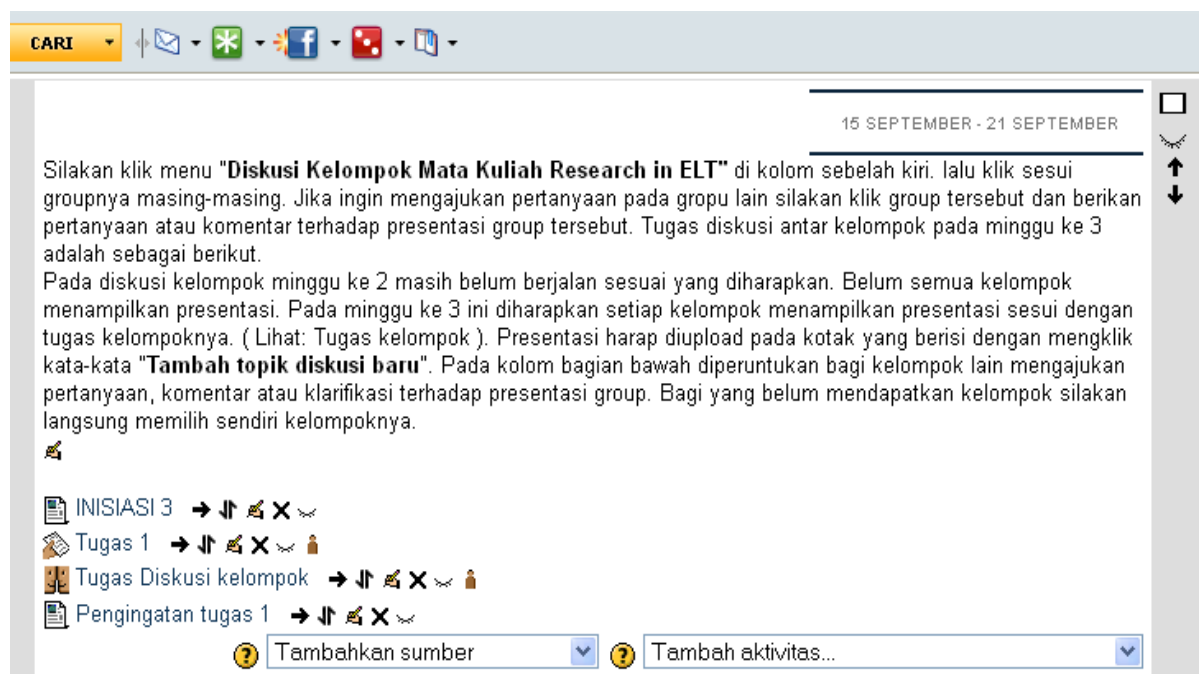 CARI
15 SEPTEMBER - 21 SEPTEMBER
Silakan klik menu "Diskusi Kelompok Mata Kuliah Research in ELT" di kolom sebelah kiri. lalu klik sesui
groupnya masing-masing. Jika ingin mengajukan pertanyaan pada gropu lain silakan klik group tersebut dan berikan
pertanyaan atau komentar terhadap presentasi group tersebut. Tugas diskusi antar kelompok pada minggu ke 3
adalah sebagai berikut.
Pada diskusi kelompok minggu ke 2 masih belum berjalan sesuai yang diharapkan. Belum semua kelompok
menampilkan presentasi. Pada minggu ke 3 ini diharapkan setiap kelompok menampilkan presentasi sesui dengan
tugas kelompoknya. ( Lihat: Tugas kelompok ). Presentasi harap diupload pada kotak yang berisi dengan mengklik
kata-kata "Tambah topik diskusi baru". Pada kolom bagian bawah diperuntukan bagi kelompok lain mengajukan
pertanyaan, komentar atau klarifikasi terhadap presentasi group. Bagi yang belum mendapatkan kelompok silakan
langsung memilih sendiri kelompoknya.
INISIASI 3
Tugas 1
Tugas Diskusi kelompok
Pengingatan tugas 1
Tambahkan sumber Tambah aktivitas...